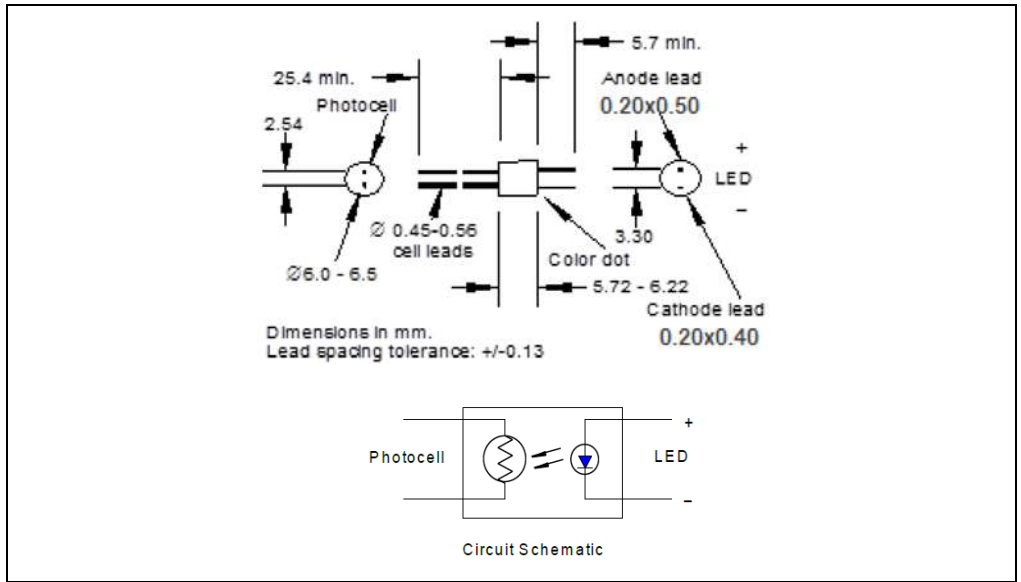 5.7 min.
25.4 min.
Anode lead
Photocell
0.20x0.50
2.54
+
LED
−
Ø 0.45-0.56
cell leads
3.30
Color dot
Ø6.0 - 6.5
5.72 - 6.22
Cathode lead
0.20x0.40
Dimensions in mm.
Lead spacing tolerance: +/-0.13
+
Photocell
LED
−
Circuit Schematic